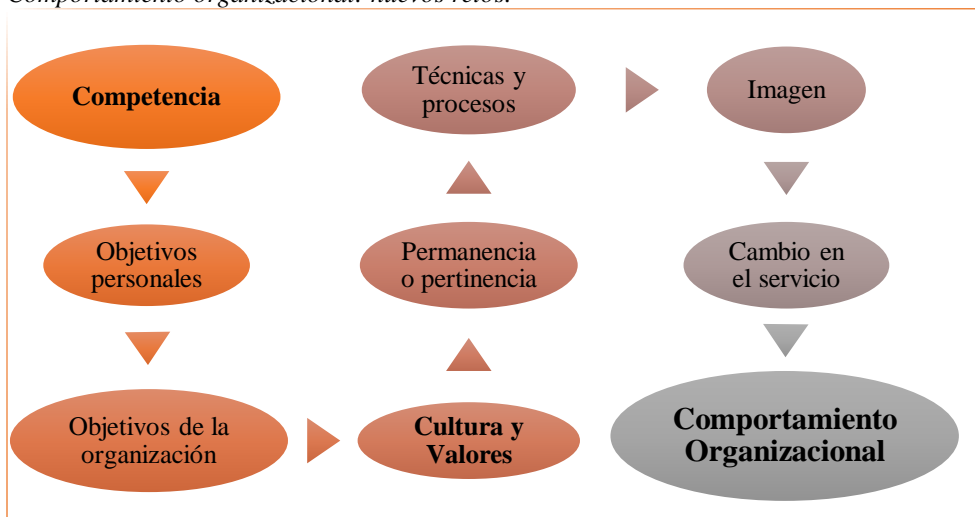 Comportamiento organizacional: nuevos retos.
Competencia
Objetivos
personales
Objetivos de la
organización
Cultura y
Valores
Permanencia
o pertinencia
Técnicas y
procesos
Imagen
Cambio en
el servicio
Comportamiento
Organizacional